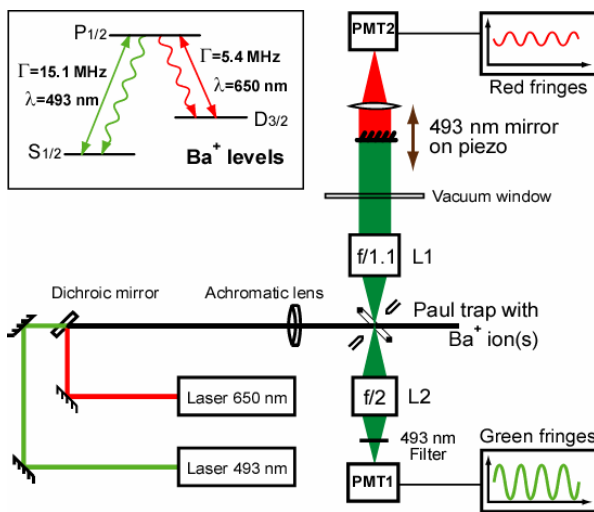 P1/2
Γ=15.1 MHz
λ=493 nm
Γ=5.4 MHz
λ=650 nm
D3/2
S1/2
Ba+ levels
PMT2
Red fringes
493 nm mirror
on piezo
Vacuum window
f/1.1
L1
Dichroic mirror
Achromatic lens
Paul trap with
Ba+ ion(s)
Laser 650 nm
f/2
L2
Laser 493 nm
493 nm
Filter
PMT1
Green fringes